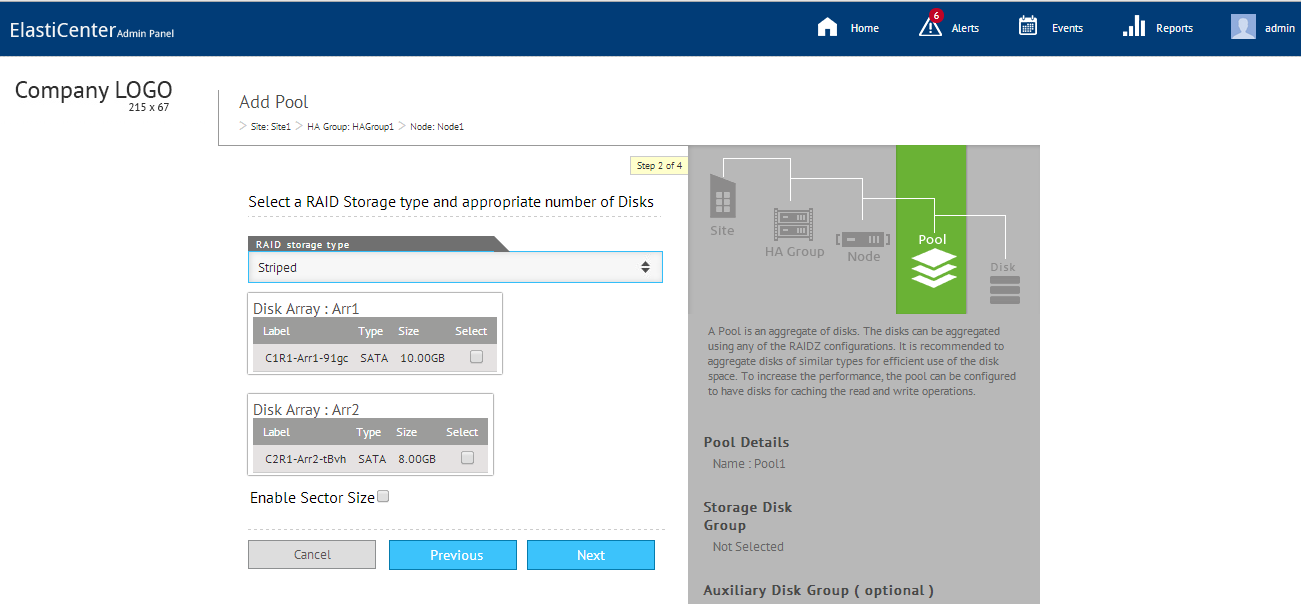 ElastiCenter Admin Panel
6
Home
Alerts
Events
Reports
admin
Company LOGO
215 x 67
Add Pool
> Site: Site1 > HA Group: HAGroup1 > Node: Node1
Step 2 of 4
Select a RAID Storage type and appropriate number of Disks
RAID storage type
Striped
Disk Array : Arr1
Label Type Size Select
C1R1-Arr1-91gc SATA 10.00GB
Disk Array : Arr2
Label Type Size Select
C2R1-Arr2-tBvh SATA 8.00GB
Enable Sector Size
Cancel
Previous
Next
Site
HA Group
Node
Pool
Disk
A Pool is an aggregate of disks. The disks can be aggregated
using any of the RAIDZ configurations. It is recommended to
aggregate disks of similar types for efficient use of the disk
space. To increase the performance, the pool can be configured
to have disks for caching the read and write operations.
Pool Details
Name : Pool1
Storage Disk
Group
Not Selected
Auxiliary Disk Group ( optional )